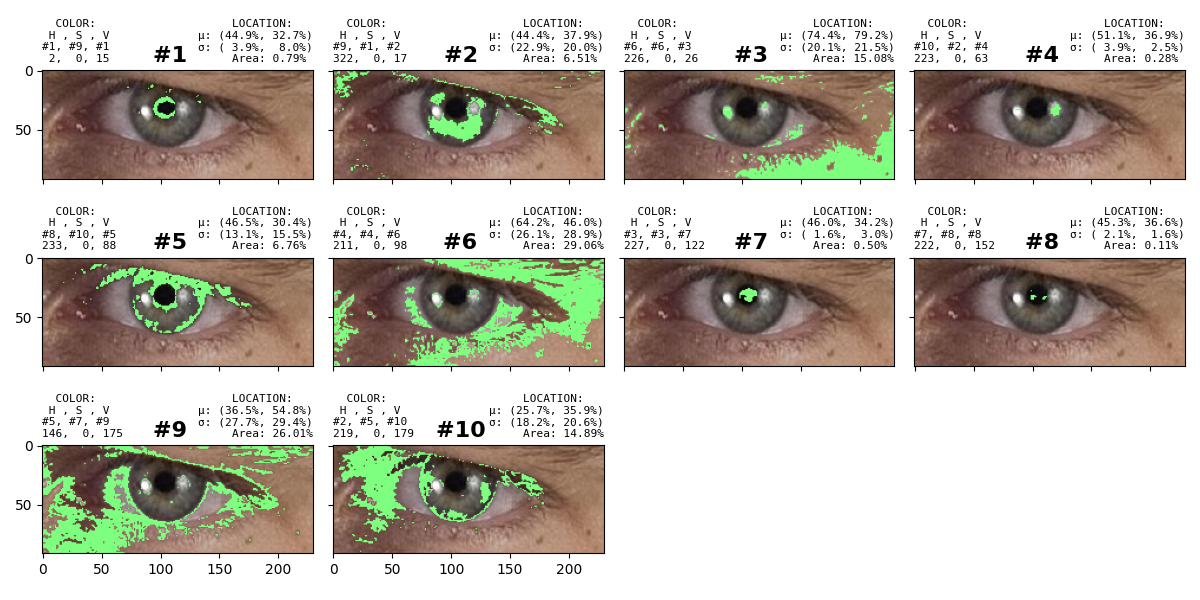 COLOR: LOCATION:
H , S , V μ: (44.9%, 32.7%)
#1, #9, #1 σ: ( 3.9%, 8.0%)
2, 0, 15 #1 Area: 0.79%
COLOR: LOCATION:
H , S , V μ: (44.4%, 37.9%)
#9, #1, #2 σ: (22.9%, 20.0%)
322, 0, 17 #2 Area: 6.51%
COLOR: LOCATION:
H , S , V μ: (74.4%, 79.2%)
#6, #6, #3 σ: (20.1%, 21.5%)
226, 0, 26 #3 Area: 15.08%
COLOR: LOCATION:
H , S , V μ: (51.1%, 36.9%)
#10, #2, #4 σ: ( 3.9%, 2.5%)
223, 0, 63 #4 Area: 0.28%
0
50
COLOR: LOCATION:
H , S , V μ: (46.5%, 30.4%)
#8, #10, #5 σ: (13.1%, 15.5%)
233, 0, 88 #5 Area: 6.76%
COLOR: LOCATION:
H , S , V μ: (64.2%, 46.0%)
#4, #4, #6 σ: (26.1%, 28.9%)
211, 0, 98 #6 Area: 29.06%
COLOR: LOCATION:
H , S , V μ: (46.0%, 34.2%)
#3, #3, #7 σ: ( 1.6%, 3.0%)
227, 0, 122 #7 Area: 0.50%
COLOR: LOCATION:
H , S , V μ: (45.3%, 36.6%)
#7, #8, #8 σ: ( 2.1%, 1.6%)
222, 0, 152 #8 Area: 0.11%
0
50
COLOR: LOCATION:
H , S , V μ: (36.5%, 54.8%)
#5, #7, #9 σ: (27.7%, 29.4%)
146, 0, 175 #9 Area: 26.01%
COLOR: LOCATION:
H , S , V μ: (25.7%, 35.9%)
#2, #5, #10 σ: (18.2%, 20.6%)
219, 0, 179 #10 Area: 14.89%
0
50
0 50 100 150 200
0 50 100 150 200